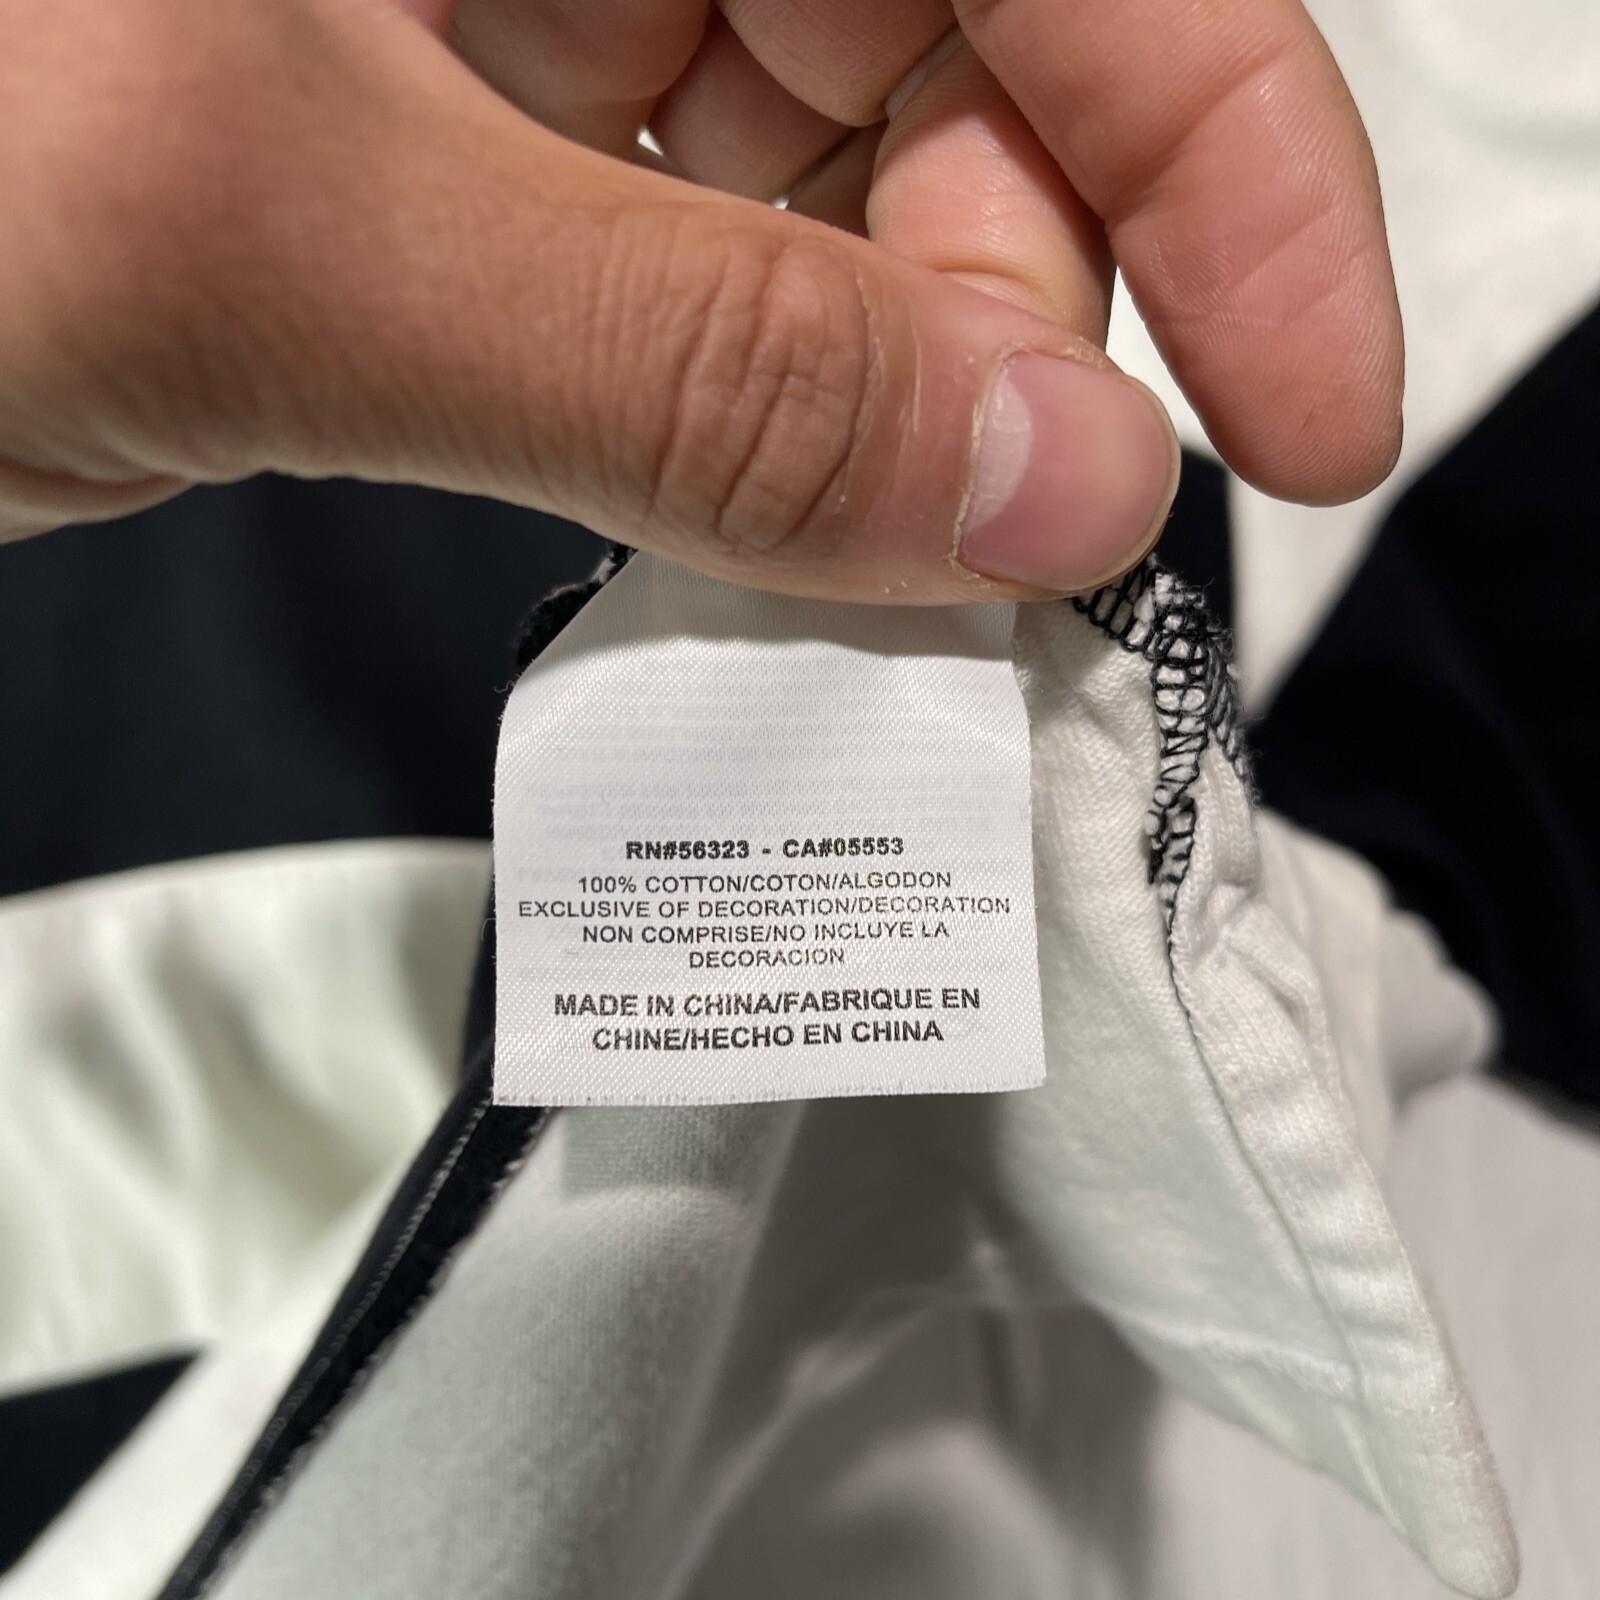 RN#56323 - CA#05553
100% COTTON/COTON/ALGODON
EXCLUSIVE OF DECORATION/DECORATION
NON COMPRISE/NO INCLUYE LA
DECORACION
MADE IN CHINA/FABRIQUE EN
CHINE/HECHO EN CHINA